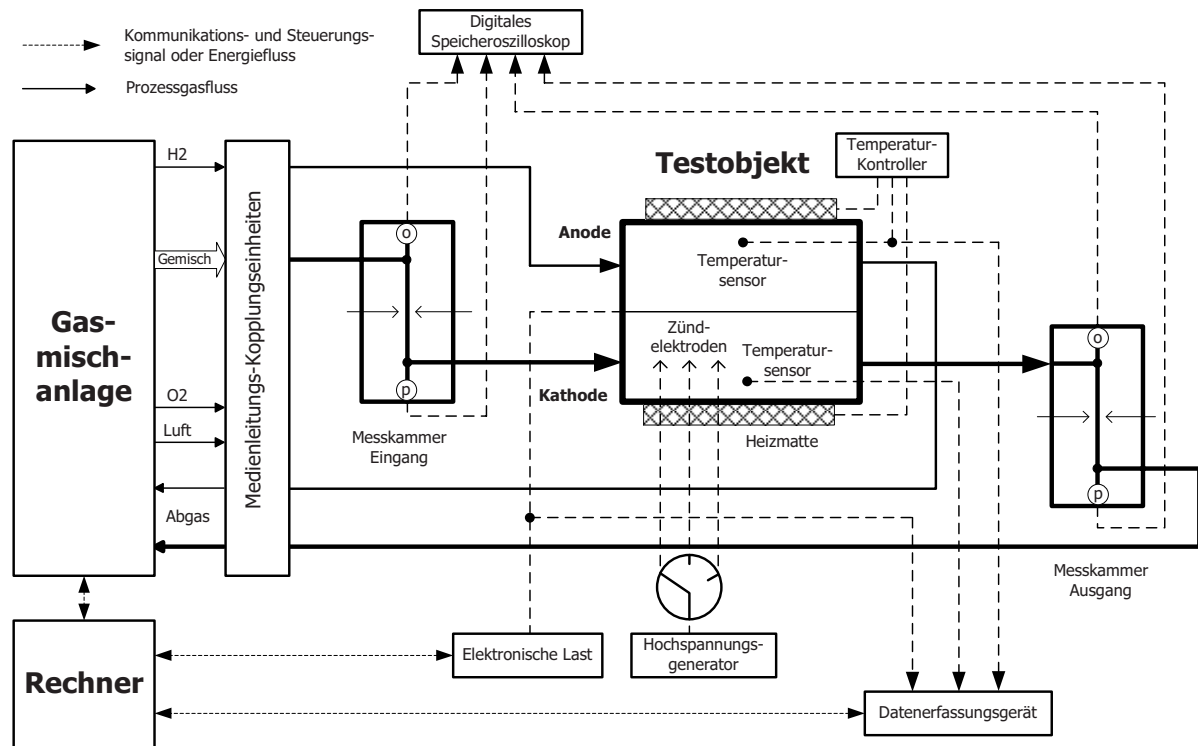 Kommunikations- und Steuerungs-
signal oder Energiefluss
Prozessgasfluss
Digitales
Speicheroszilloskop
H2
Gemisch
O2
Luft
Abgas
Gas-
misch-
anlage
Medienleitungs-Kopplungseinheiten
o
p
Messkammer
Eingang
Testobjekt
Temperatur-
Kontroller
Anode
Temperatur-
sensor
Zünd-
elektroden
Temperatur-
sensor
Kathode
Heizmatte
o
p
Messkammer
Ausgang
Rechner
Elektronische Last
Hochspannungs-
generator
Datenerfassungsgerät